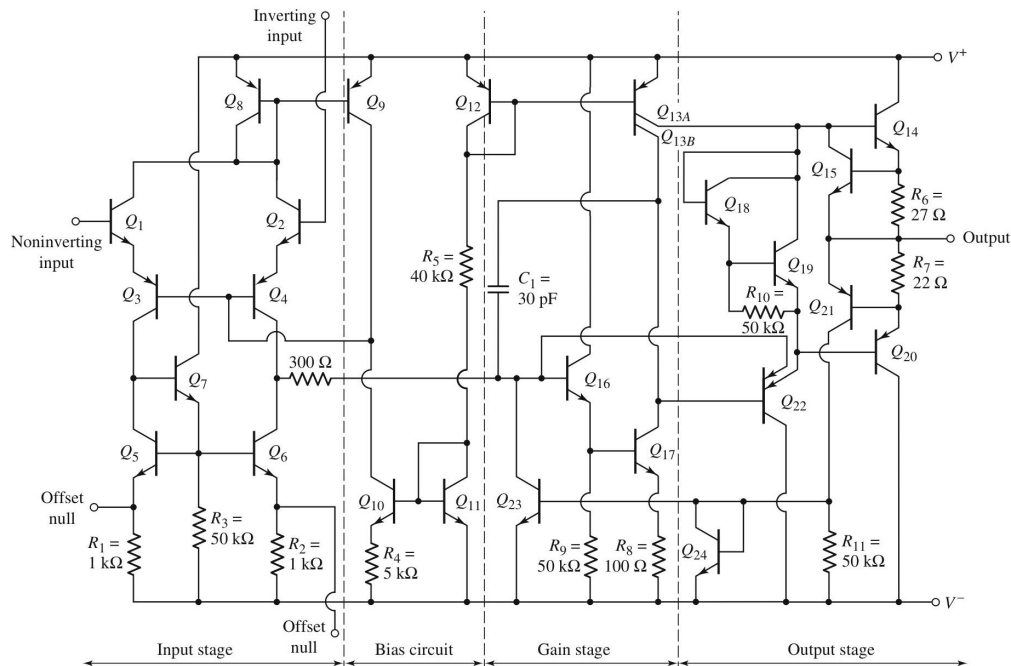 Inverting
input
V+
Q8
Q9
Q12
Q13A
Q13B
Q14
Q15
R6 =
27 Ω
Q1
Q2
Q18
Noninverting
input
Output
R5 =
40 kΩ
C1 =
30 pF
Q19
R7 =
22 Ω
Q3
Q4
R10 =
50 kΩ
Q21
Q20
300 Ω
Q7
Q16
Q22
Q5
Q6
Q17
Offset
null
Q10
Q11
Q23
R3 =
50 kΩ
R1 =
1 kΩ
R2 =
1 kΩ
R4 =
5 kΩ
R9 =
50 kΩ
R8 =
100 Ω
Q24
R11 =
50 kΩ
V−
Offset
null
Input stage
Bias circuit
Gain stage
Output stage